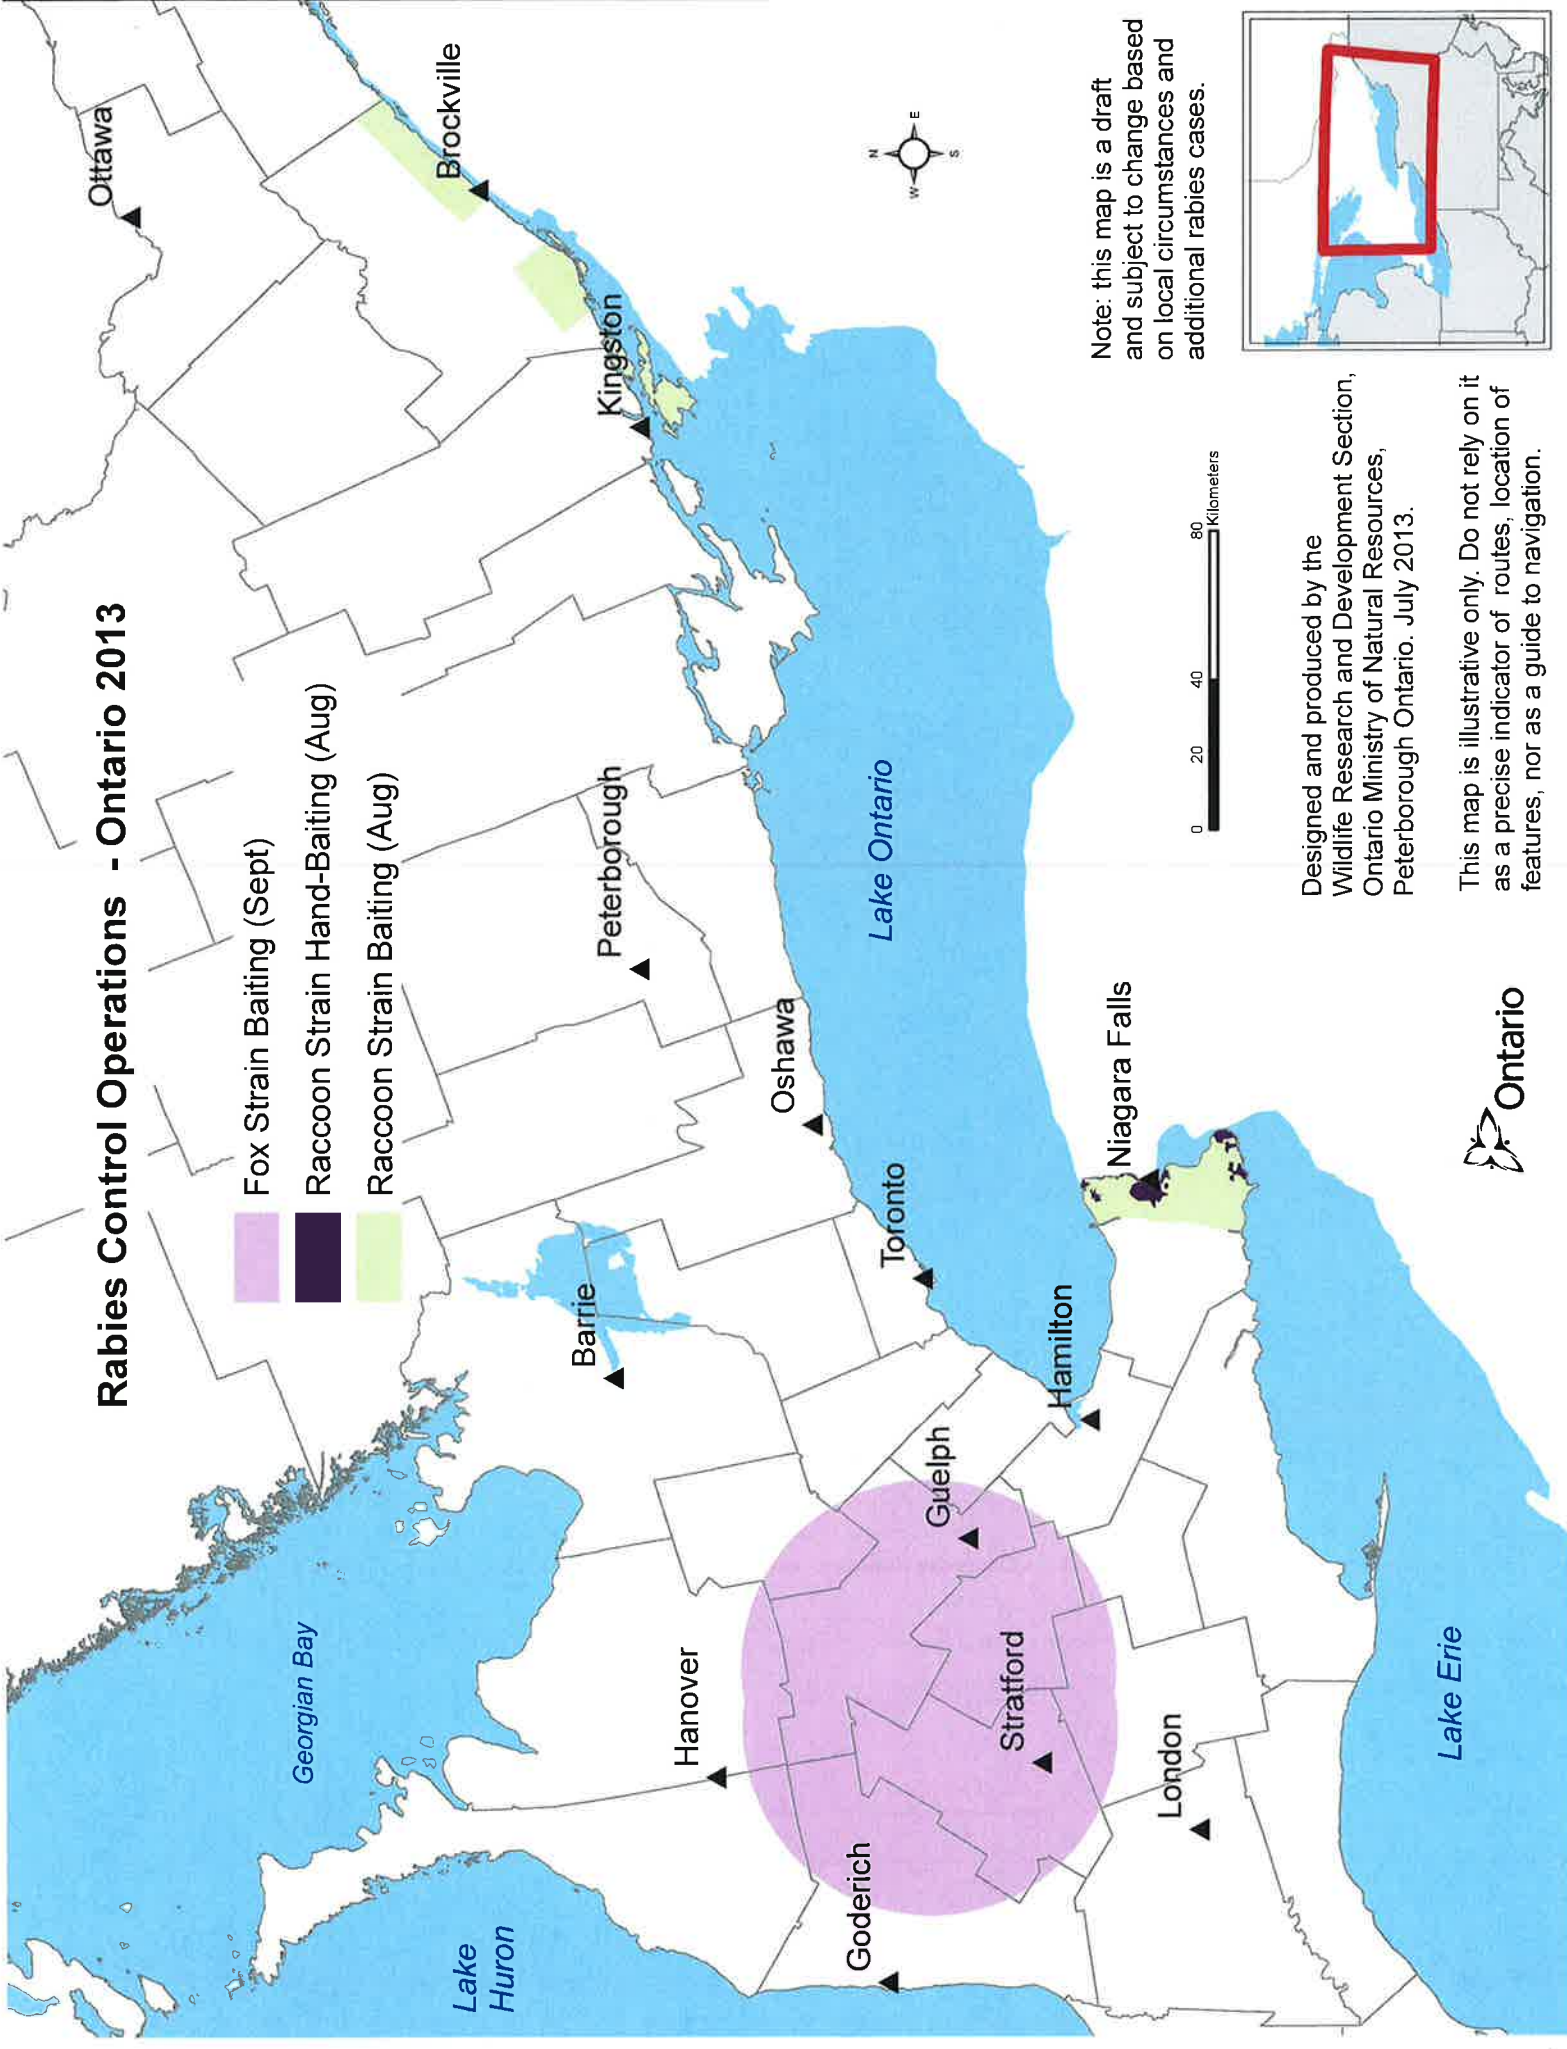 Rabies Control Operations - Ontario 2013
Fox Strain Baiting (Sept)
Raccoon Strain Hand-Baiting (Aug)
Raccoon Strain Baiting (Aug)
Ottawa
Brockville
Kingston
Peterborough
Oshawa
Toronto
Barrie
Hamilton
Niagara Falls
Guelph
Hanover
Stratford
Goderich
London
Georgian Bay
Lake
Huron
Lake Ontario
Lake Erie
N
W
E
S
Note: this map is a draft
and subject to change based
on local circumstances and
additional rabies cases.
0
20
40
80
Kilometers
Designed and produced by the
Wildlife Research and Development Section,
Ontario Ministry of Natural Resources,
Peterborough Ontario. July 2013.
This map is illustrative only. Do not rely on it
as a precise indicator of routes, location of
features, nor as a guide to navigation.
Ontario